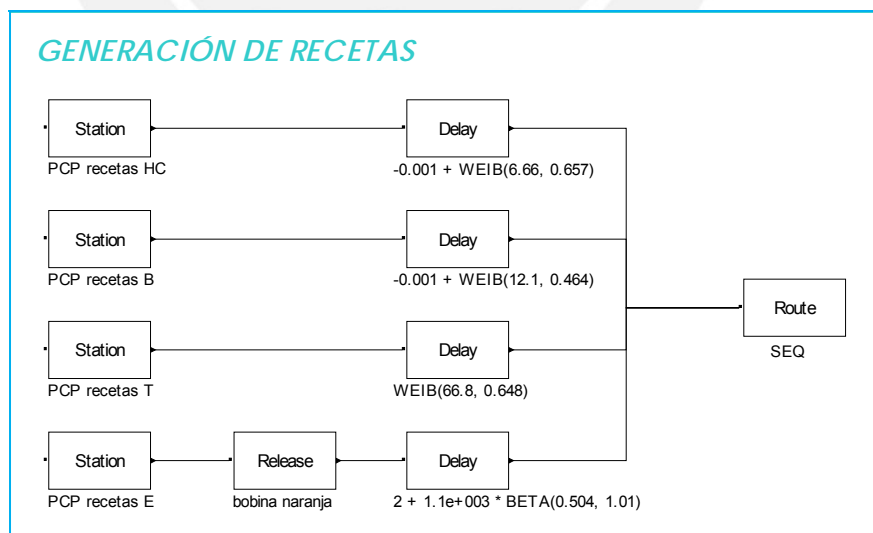 GENERACIÓN DE RECETAS
Station
Delay
PCP recetas HC
-0.001 + WEIB(6.66, 0.657)
Station
Delay
PCP recetas B
-0.001 + WEIB(12.1, 0.464)
Route
SEQ
Station
Delay
PCP recetas T
WEIB(66.8, 0.648)
Station
Release
Delay
PCP recetas E
bobina naranja
2 + 1.1e+003 * BETA(0.504, 1.01)